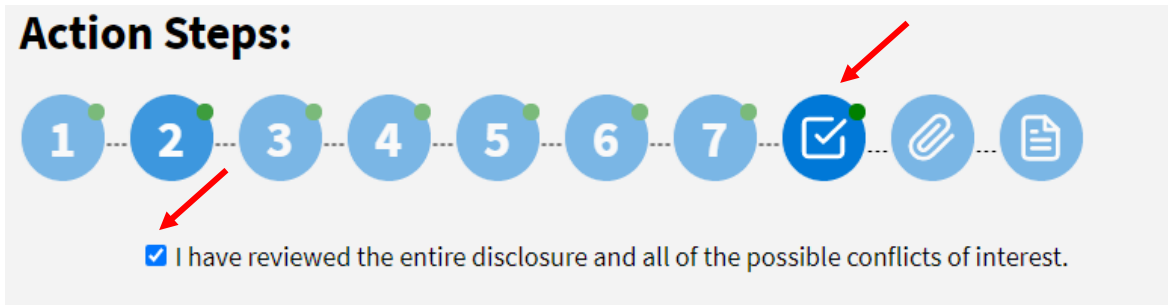 Action Steps:
1 2 3 4 5 6 7
I have reviewed the entire disclosure and all of the possible conflicts of interest.